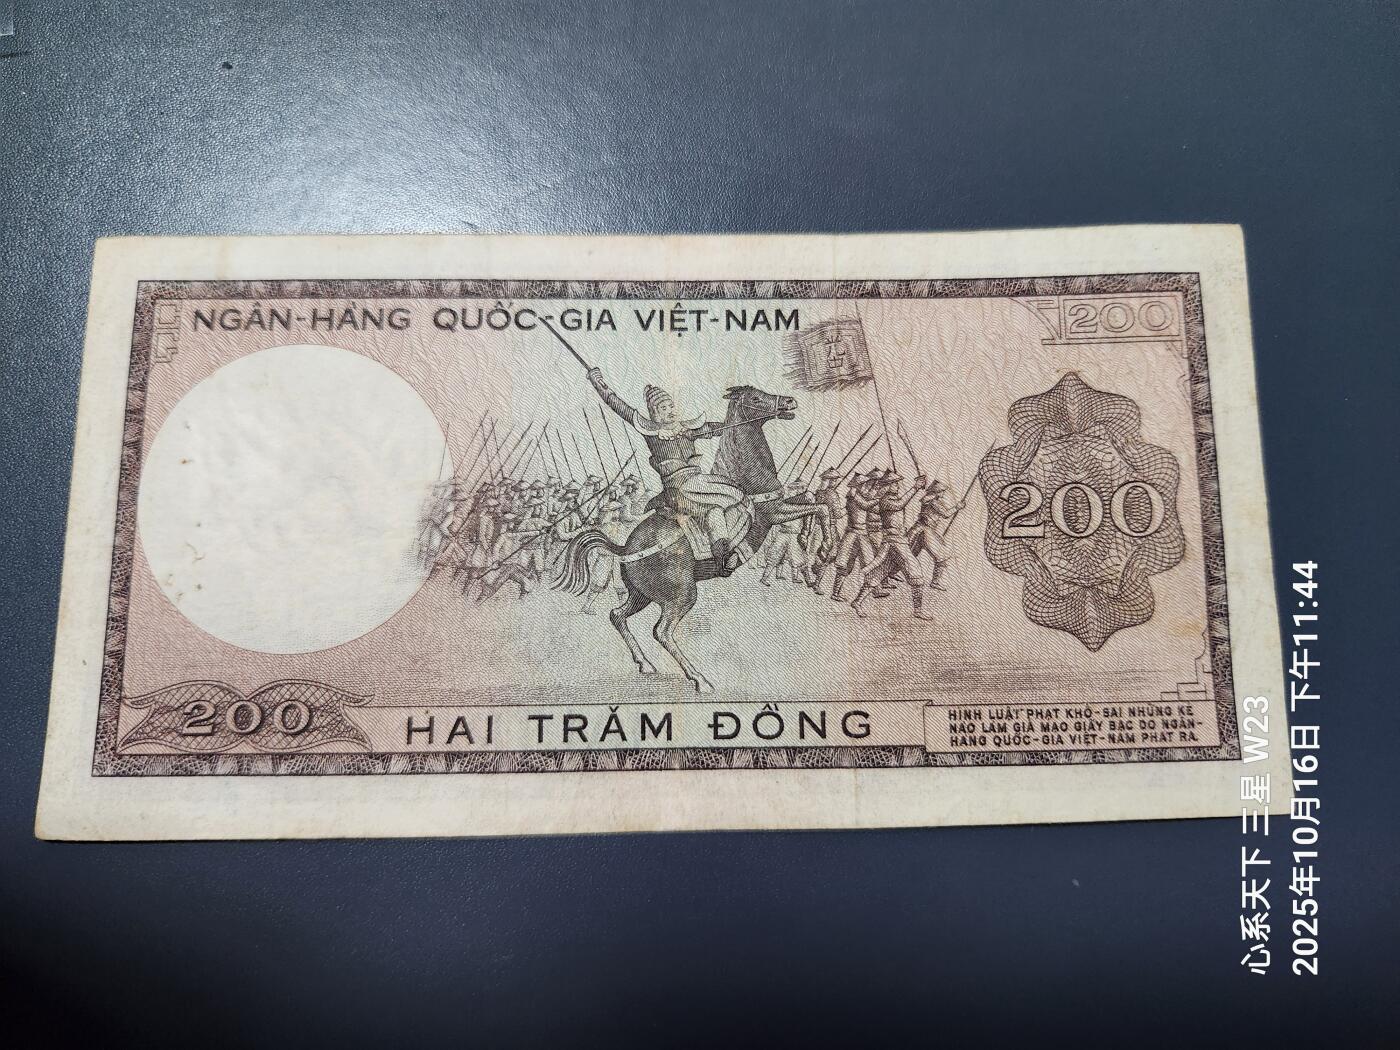 NGÂN-HÀNG QUỐC-GIA VIỆT-NAM
200
200
200
HAI TRĂM ĐỒNG
HÌNH LUẬT PHẠT KHỔ-SAI NHỮNG KẺ
NÀO LÀM GIẢ MẠO GIẤY BẠC DO NGÂN-
HÀNG QUỐC-GIA VIỆT-NAM PHÁT RA.
心系天下 三星 W23
2025年10月16日 下午11:44